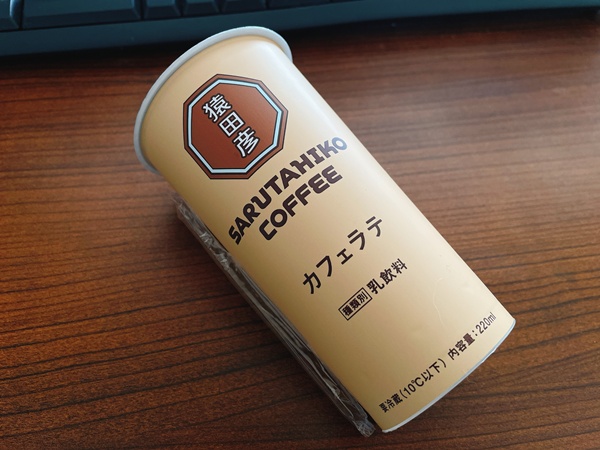 猿田彦
SARUTAHIKO
COFFEE
カフェラテ
種類別 乳飲料
要冷蔵(10℃以下) 内容量:220ml